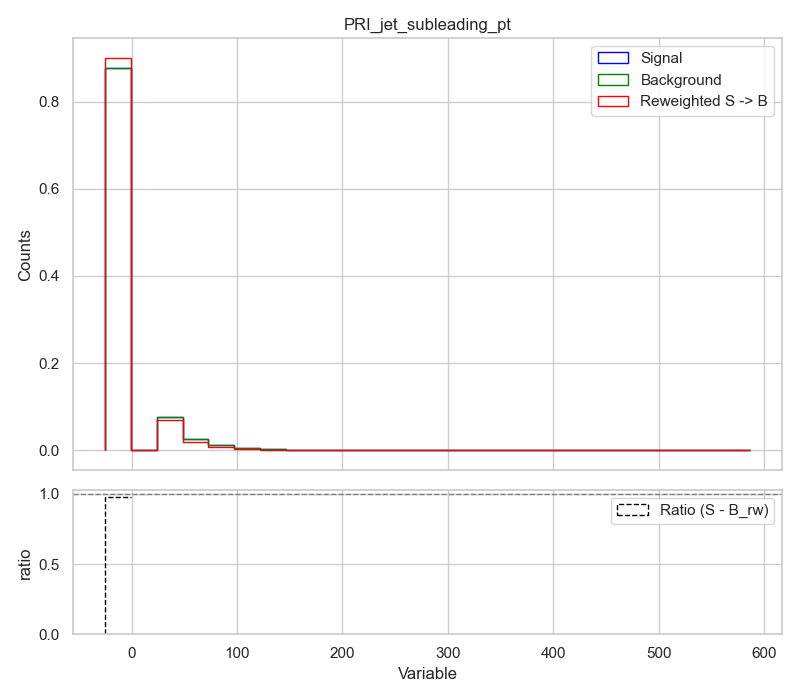 PRI_jet_subleading_pt
Signal
Background
Reweighted S -> B
0.8
0.6
0.4
0.2
0.0
Counts
Ratio (S - B_rw)
1.0
0.5
0.0
ratio
0
100
200
300
400
500
600
Variable